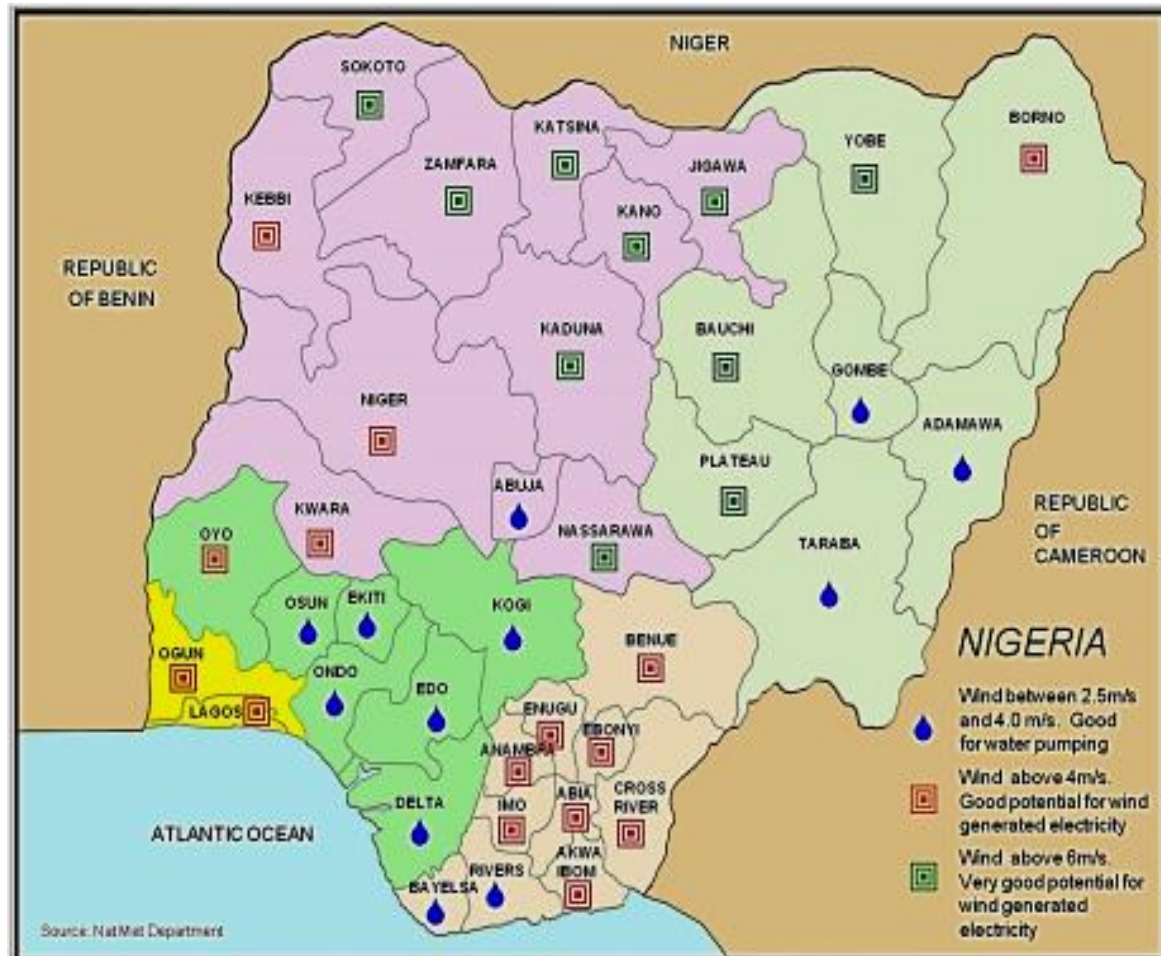 NIGER
SOKOTO
BORNO
KATSINA
YOBE
ZAMFARA
JIGAWA
KEBBI
KANO
REPUBLIC
OF BENIN
KADUNA
BAUCHI
GOMBE
NIGER
ADAMAWA
PLATEAU
ABUJA
KWARA
REPUBLIC
OF
CAMEROON
OYO
NASSARAWA
TARABA
OSUN
EKITI
KOGI
BENUE
NIGERIA
OGUN
ONDO
EDO
LAGOS
ENUGU
EBONYI
ANAMBRA
Wind between 2.5m/s
and 4.0 m/s. Good
for water pumping
ABIA
CROSS
RIVER
IMO
DELTA
Wind above 4m/s.
Good potential for wind
generated electricity
ATLANTIC OCEAN
AKWA
IBOM
RIVERS
BAYELSA
Wind above 6m/s.
Very good potential for
wind generated
electricity
Source: NatMet Department